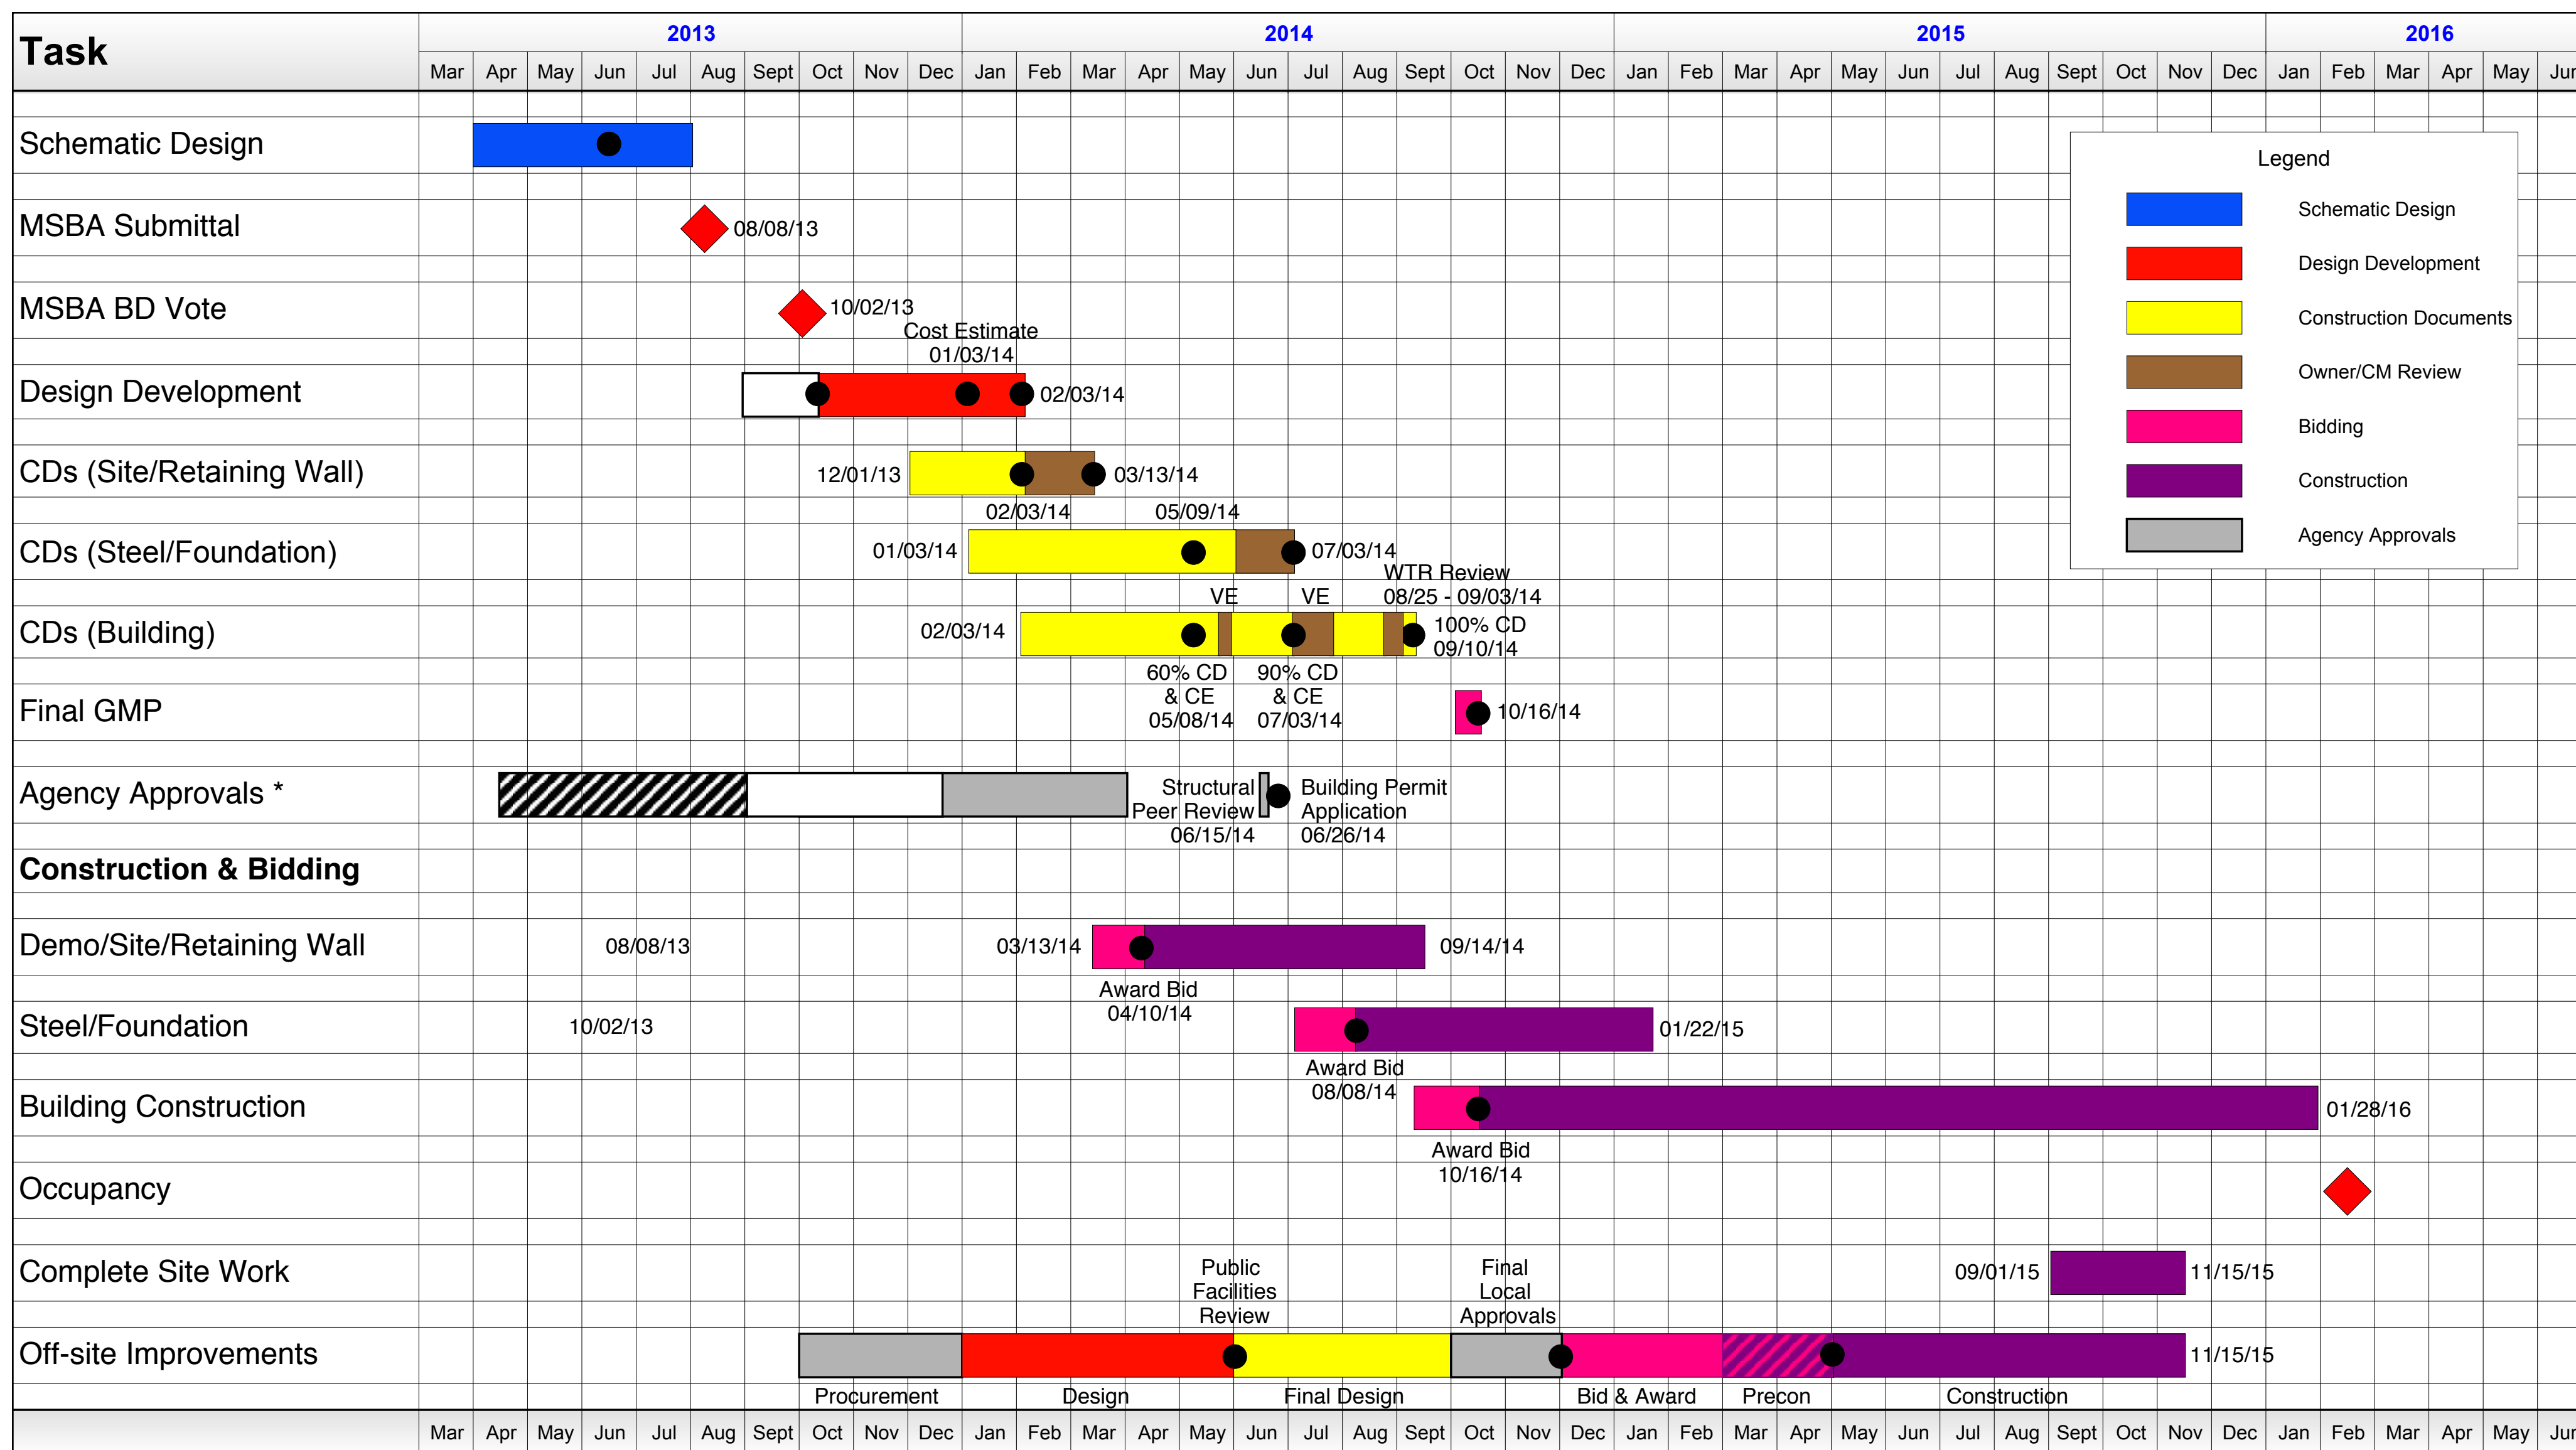 Task
2013 2014 2015 2016
Mar Apr May Jun Jul Aug Sept Oct Nov Dec Jan Feb Mar Apr May Jun Jul Aug Sept Oct Nov Dec Jan Feb Mar Apr May Jun Jul Aug Sept Oct Nov Dec Jan Feb Mar Apr May Jun
Schematic Design
MSBA Submittal
08/08/13
MSBA BD Vote
10/02/13
Cost Estimate
01/03/14
Design Development
02/03/14
CDs (Site/Retaining Wall)
12/01/13
03/13/14
02/03/14
05/09/14
CDs (Steel/Foundation)
01/03/14
07/03/14
WTR Review
08/25 - 09/03/14
VE
VE
CDs (Building)
02/03/14
100% CD
09/10/14
60% CD
& CE
05/08/14
90% CD
& CE
07/03/14
Final GMP
10/16/14
Agency Approvals *
Structural
Peer Review
06/15/14
Building Permit
Application
06/26/14
Construction & Bidding
Demo/Site/Retaining Wall
08/08/13
03/13/14
09/14/14
Award Bid
04/10/14
Steel/Foundation
10/02/13
01/22/15
Award Bid
08/08/14
Building Construction
01/28/16
Award Bid
10/16/14
Occupancy
Complete Site Work
09/01/15
11/15/15
Public
Facilities
Review
Final
Local
Approvals
Off-site Improvements
11/15/15
Procurement
Design
Final Design
Bid & Award
Precon
Construction
Mar Apr May Jun Jul Aug Sept Oct Nov Dec Jan Feb Mar Apr May Jun Jul Aug Sept Oct Nov Dec Jan Feb Mar Apr May Jun Jul Aug Sept Oct Nov Dec Jan Feb Mar Apr May Jun
Legend
Schematic Design
Design Development
Construction Documents
Owner/CM Review
Bidding
Construction
Agency Approvals